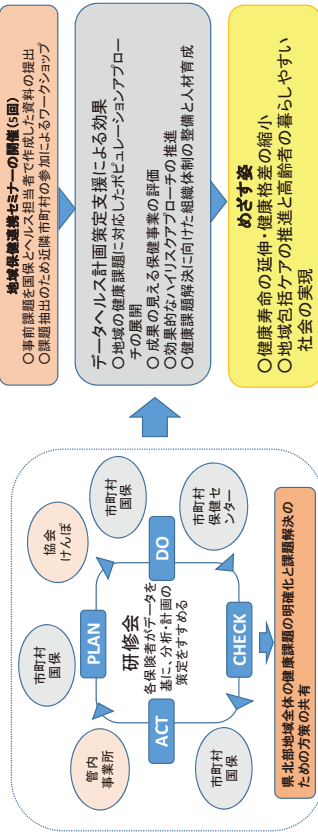 市町村
国保
協会
けんぽ
管内
事業所
PLAN
市町村
国保
ACT
研修会
各保険者がデータを
基に、分析・計画の
策定をすすめる
DO
市町村
国保
CHECK
市町村
保健セ
ンター
県北部地域全体の健康課題の明確化と課題解決の
ための方策の共有
地域保健連携セミナーの開催(5回)
○事前課題を国保とヘルス担当者で作成した資料の提出
○課題抽出のため近隣市町村の参加によるワークショップ
データヘルス計画策定支援による効果
○地域の健康課題に対応したポピュレーションアプロー
チの展開
○成果の見える保健事業の評価
○効果的なハイリスクアプローチの推進
○健康課題解決に向けた組織体制の整備と人材育成
めざす姿
○健康寿命の延伸・健康格差の縮小
○地域包括ケアの推進と高齢者の暮らしやすい
社会の実現